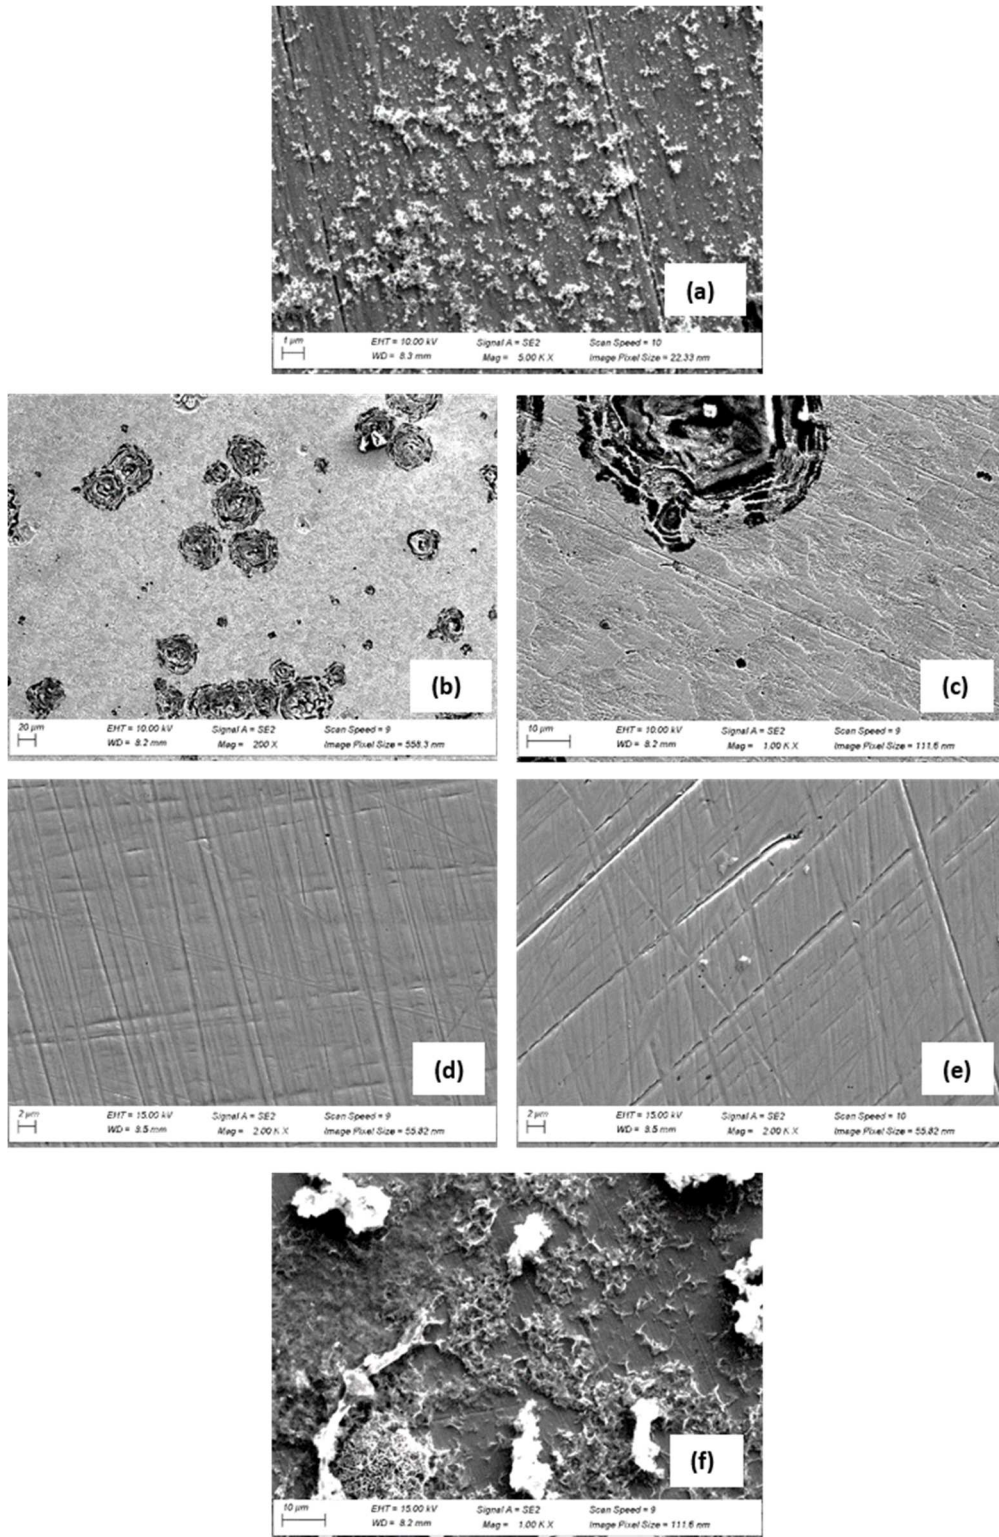 (a)
1 µm EHT = 10.00 kV Signal A = SE2 Scan Speed = 10
WD = 8.3 mm Mag = 5.00 K X Image Pixel Size = 22.33 nm
(b)
20 µm EHT = 10.00 kV Signal A = SE2 Scan Speed = 9
WD = 8.2 mm Mag = 200 X Image Pixel Size = 558.3 nm
(c)
10 µm EHT = 10.00 kV Signal A = SE2 Scan Speed = 9
WD = 8.2 mm Mag = 1.00 K X Image Pixel Size = 111.6 nm
(d)
2 µm EHT = 15.00 kV Signal A = SE2 Scan Speed = 9
WD = 9.5 mm Mag = 2.00 K X Image Pixel Size = 55.82 nm
(e)
2 µm EHT = 15.00 kV Signal A = SE2 Scan Speed = 10
WD = 9.5 mm Mag = 2.00 K X Image Pixel Size = 55.82 nm
(f)
10 µm EHT = 15.00 kV Signal A = SE2 Scan Speed = 9
WD = 8.2 mm Mag = 1.00 K X Image Pixel Size = 111.6 nm